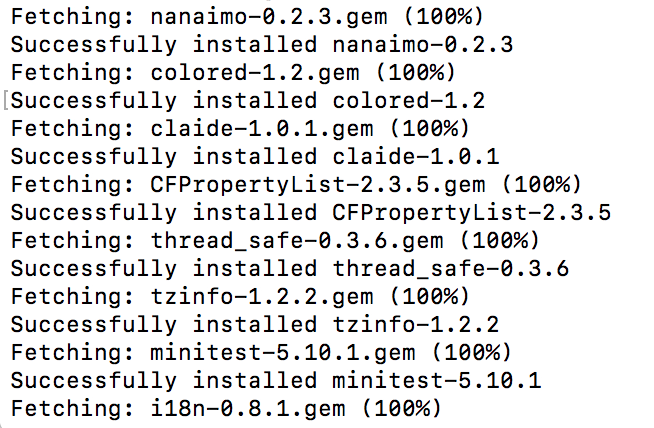 Fetching: nanaimo-0.2.3.gem (100%)
Successfully installed nanaimo-0.2.3
Fetching: colored-1.2.gem (100%)
[Successfully installed colored-1.2
Fetching: claide-1.0.1.gem (100%)
Successfully installed claide-1.0.1
Fetching: CFPropertyList-2.3.5.gem (100%)
Successfully installed CFPropertyList-2.3.5
Fetching: thread_safe-0.3.6.gem (100%)
Successfully installed thread_safe-0.3.6
Fetching: tzinfo-1.2.2.gem (100%)
Successfully installed tzinfo-1.2.2
Fetching: minitest-5.10.1.gem (100%)
Successfully installed minitest-5.10.1
Fetching: i18n-0.8.1.gem (100%)